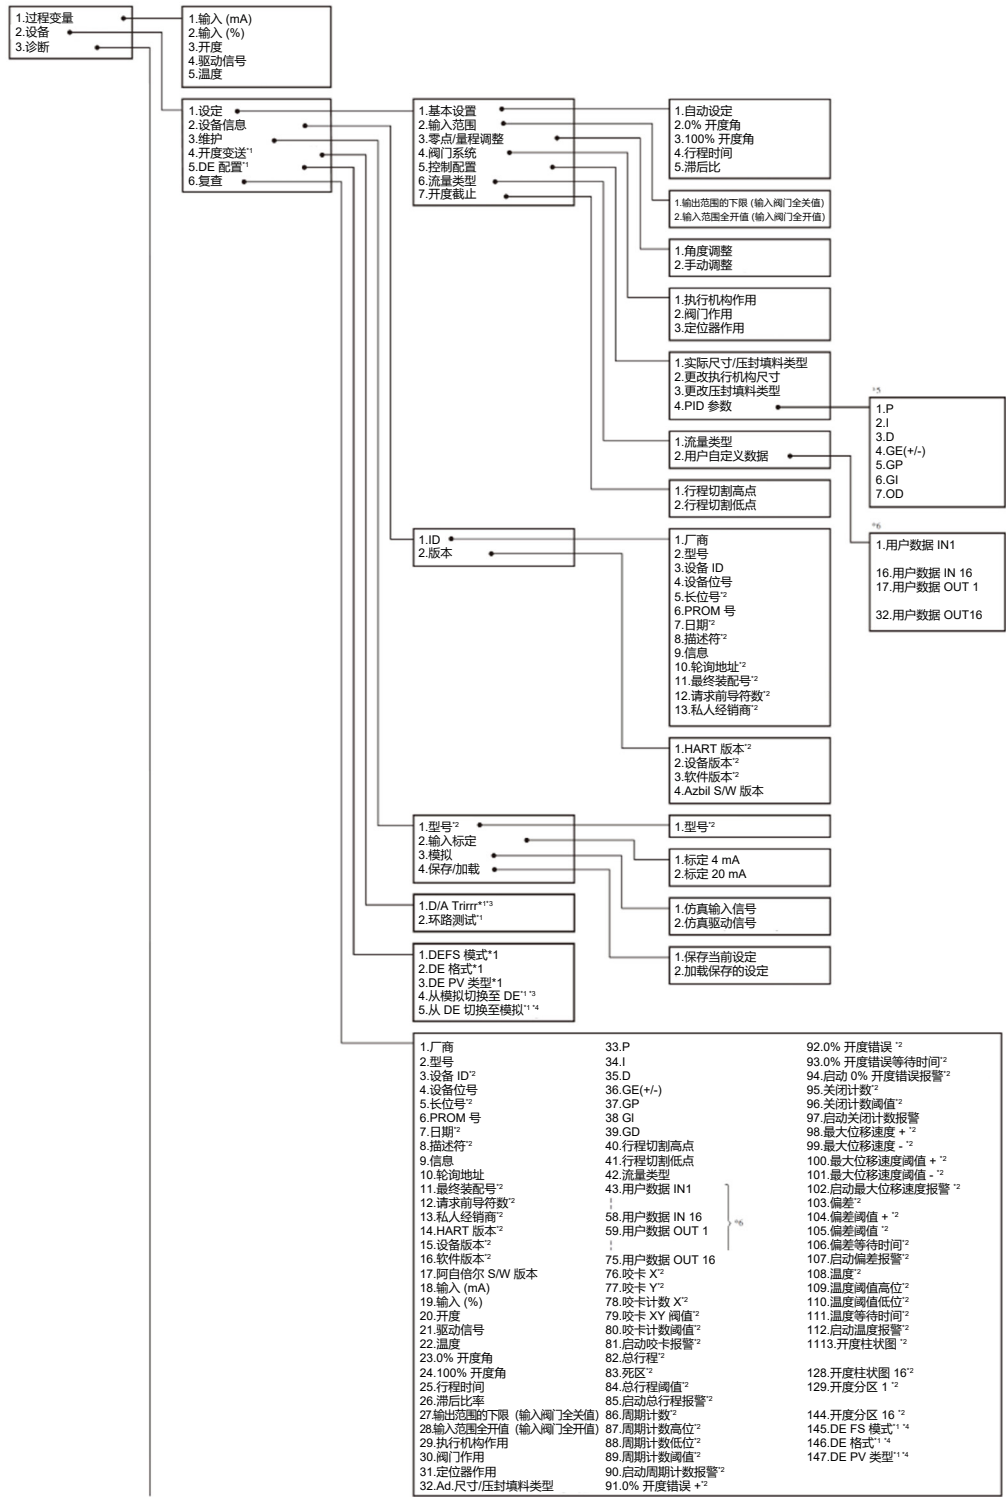 1.过程变量
2.设备
3.诊断
1.输入 (mA)
2.输入 (%)
3.开度
4.驱动信号
5.温度
1.设定
2.设备信息
3.维护
4.开度变送*1
5.DE 配置*1
6.复查
1.基本设置
2.输入范围
3.零点/量程调整
4.阀门系统
5.控制配置
6.流量类型
7.开度截止
1.自动设定
2.0% 开度角
3.100% 开度角
4.行程时间
5.滞后比
1.输出范围的下限 (输入阀门全关值)
2.输入范围全开值 (输入阀门全开值)
1.角度调整
2.手动调整
1.执行机构作用
2.阀门作用
3.定位器作用
1.实际尺寸/压封填料类型
2.更改执行机构尺寸
3.更改压封填料类型
4.PID 参数
*5
1.P
2.I
3.D
4.GE(+/-)
5.GP
6.GI
7.OD
1.流量类型
2.用户自定义数据
1.行程切割高点
2.行程切割低点
*6
1.用户数据 IN1
16.用户数据 IN 16
17.用户数据 OUT 1
32.用户数据 OUT16
1.ID
2.版本
1.厂商
2.型号
3.设备 ID
4.设备位号
5.长位号*2
6.PROM 号
7.日期*2
8.描述符*2
9.信息
10.轮询地址*2
11.最终装配号*2
12.请求前导符数*2
13.私人经销商*2
1.HART 版本*2
2.设备版本*2
3.软件版本*2
4.Azbil S/W 版本
1.型号*2
2.输入标定
3.模拟
4.保存/加载
1.型号*2
1.标定 4 mA
2.标定 20 mA
1.仿真输入信号
2.仿真驱动信号
1.保存当前设定
2.加载保存的设定
1.D/A Trirrr*1*3
2.环路测试*1
1.DEFS 模式*1
2.DE 格式*1
3.DE PV 类型*1
4.从模拟切换至 DE*1 *3
5.从 DE 切换至模拟*1 *4
1.厂商
2.型号
3.设备 ID*2
4.设备位号
5.长位号*2
6.PROM 号
7.日期*2
8.描述符*2
9.信息
10.轮询地址
11.最终装配号*2
12.请求前导符数*2
13.私人经销商*2
14.HART 版本*2
15.设备版本*2
16.软件版本*2
17.阿自倍尔 S/W 版本
18.输入 (mA)
19.输入 (%)
20.开度
21.驱动信号
22.温度
23.0% 开度角
24.100% 开度角
25.行程时间
26.滞后比率
27.输出范围的下限 (输入阀门全关值)
28.输入范围全开值 (输入阀门全开值)
29.执行机构作用
30.阀门作用
31.定位器作用
32.Ad.尺寸/压封填料类型
33.P
34.I
35.D
36.GE(+/-)
37.GP
38 GI
39.GD
40.行程切割高点
41.行程切割低点
42.流量类型
43.用户数据 IN1
58.用户数据 IN 16
59.用户数据 OUT 1
*6
75.用户数据 OUT 16
76.咬卡 X*2
77.咬卡 Y*2
78.咬卡计数 X*2
79.咬卡 XY 阀值*2
80.咬卡计数阈值*2
81.启动咬卡报警*2
82.总行程*2
83.死区*2
84.总行程阈值*2
85.启动总行程报警*2
86.周期计数*2
87.周期计数高位*2
88.周期计数低位*2
89.周期计数阈值*2
90.启动周期计数报警*2
91.0% 开度错误 +*2
92.0% 开度错误 *2
93.0% 开度错误等待时间*2
94.启动 0% 开度错误报警*2
95.关闭计数*2
96.关闭计数阈值*2
97.启动关闭计数报警
98.最大位移速度 + *2
99.最大位移速度 - *2
100.最大位移速度阈值 + *2
101.最大位移速度阈值 - *2
102.启动最大位移速度报警 *2
103.偏差*2
104.偏差阈值 + *2
105.偏差阈值 *2
106.偏差等待时间*2
107.启动偏差报警*2
108.温度*2
109.温度阈值高位*2
110.温度阈值低位*2
111.温度等待时间*2
112.启动温度报警*2
1113.开度柱状图 *2
128.开度柱状图 16*2
129.开度分区 1 *2
144.开度分区 16 *2
145.DE FS 模式*1 *4
146.DE 格式*1 *4
147.DE PV 类型*1 *4